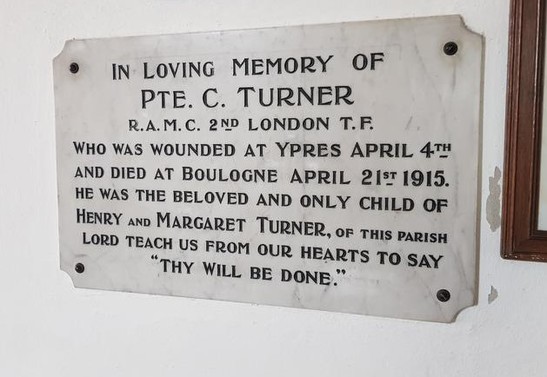 IN LOVING MEMORY OF
PTE. C. TURNER
R.A.M.C. 2ND LONDON T.F.
WHO WAS WOUNDED AT YPRES APRIL 4TH
AND DIED AT BOULOGNE APRIL 21ST 1915.
HE WAS THE BELOVED AND ONLY CHILD OF
HENRY AND MARGARET TURNER, OF THIS PARISH
LORD TEACH US FROM OUR HEARTS TO SAY
"THY WILL BE DONE."